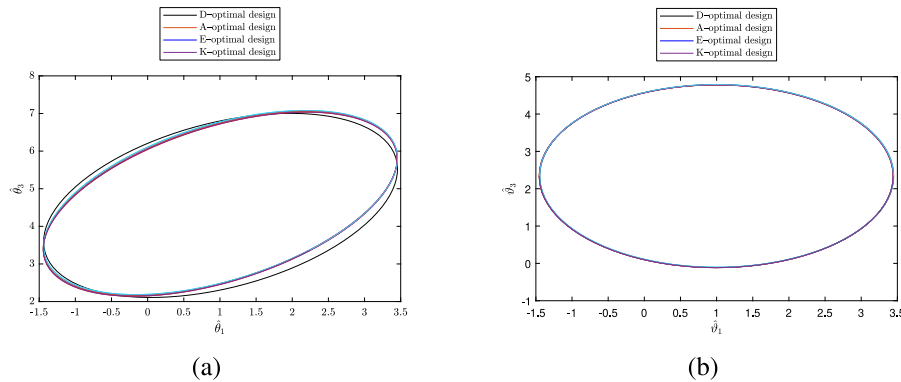 D-optimal design
A-optimal design
E-optimal design
K-optimal design
8
7
6
5
4
3
2
θ̂₃
-1.5 -1 -0.5 0 0.5 1 1.5 2 2.5 3 3.5
θ̂₁
(a)
D-optimal design
A-optimal design
E-optimal design
K-optimal design
5
4
3
2
1
0
-1
ϑ̂₃
-1.5 -1 -0.5 0 0.5 1 1.5 2 2.5 3 3.5
ϑ̂₁
(b)